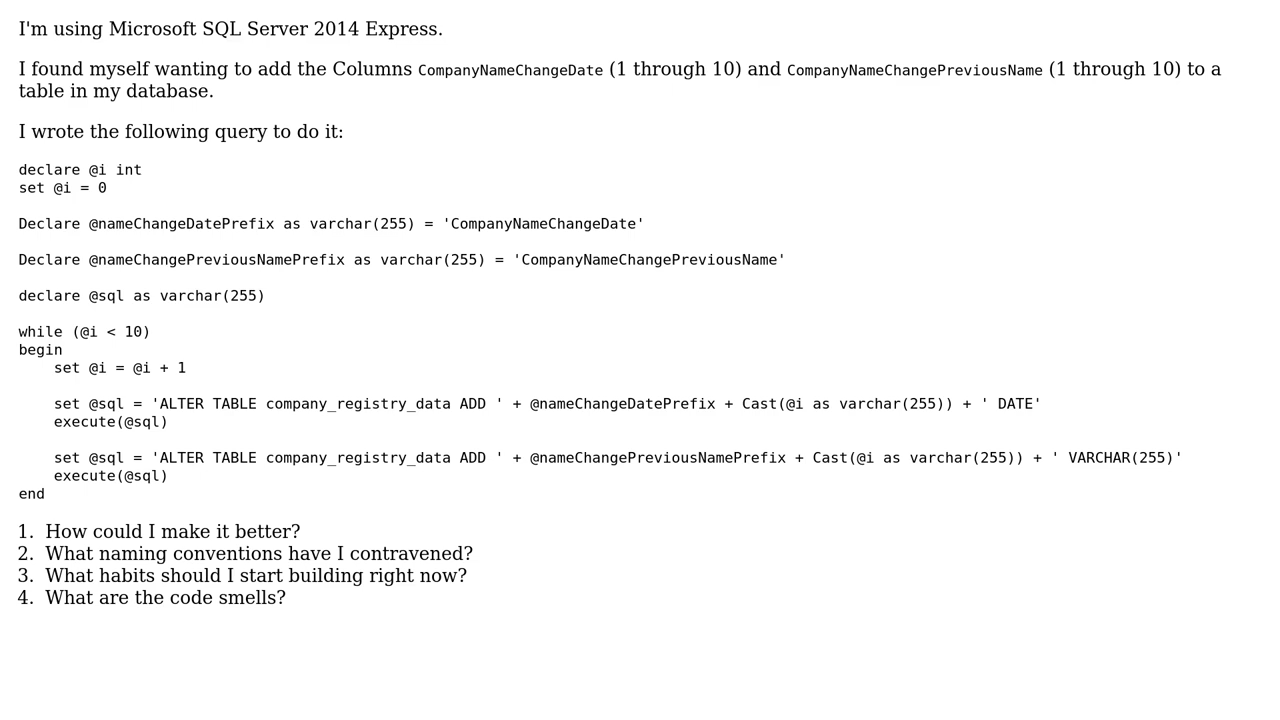 I'm using Microsoft SQL Server 2014 Express.
I found myself wanting to add the Columns CompanyNameChangeDate (1 through 10) and CompanyNameChangePreviousName (1 through 10) to a
table in my database.
I wrote the following query to do it:
declare @i int
set @i = 0
Declare @nameChangeDatePrefix as varchar(255) = 'CompanyNameChangeDate'
Declare @nameChangePreviousNamePrefix as varchar(255) = 'CompanyNameChangePreviousName'
declare @sql as varchar(255)
while (@i < 10)
begin
    set @i = @i + 1
    set @sql = 'ALTER TABLE company_registry_data ADD ' + @nameChangeDatePrefix + Cast(@i as varchar(255)) + ' DATE'
    execute(@sql)
    set @sql = 'ALTER TABLE company_registry_data ADD ' + @nameChangePreviousNamePrefix + Cast(@i as varchar(255)) + ' VARCHAR(255)'
    execute(@sql)
end
1. How could I make it better?
2. What naming conventions have I contravened?
3. What habits should I start building right now?
4. What are the code smells?